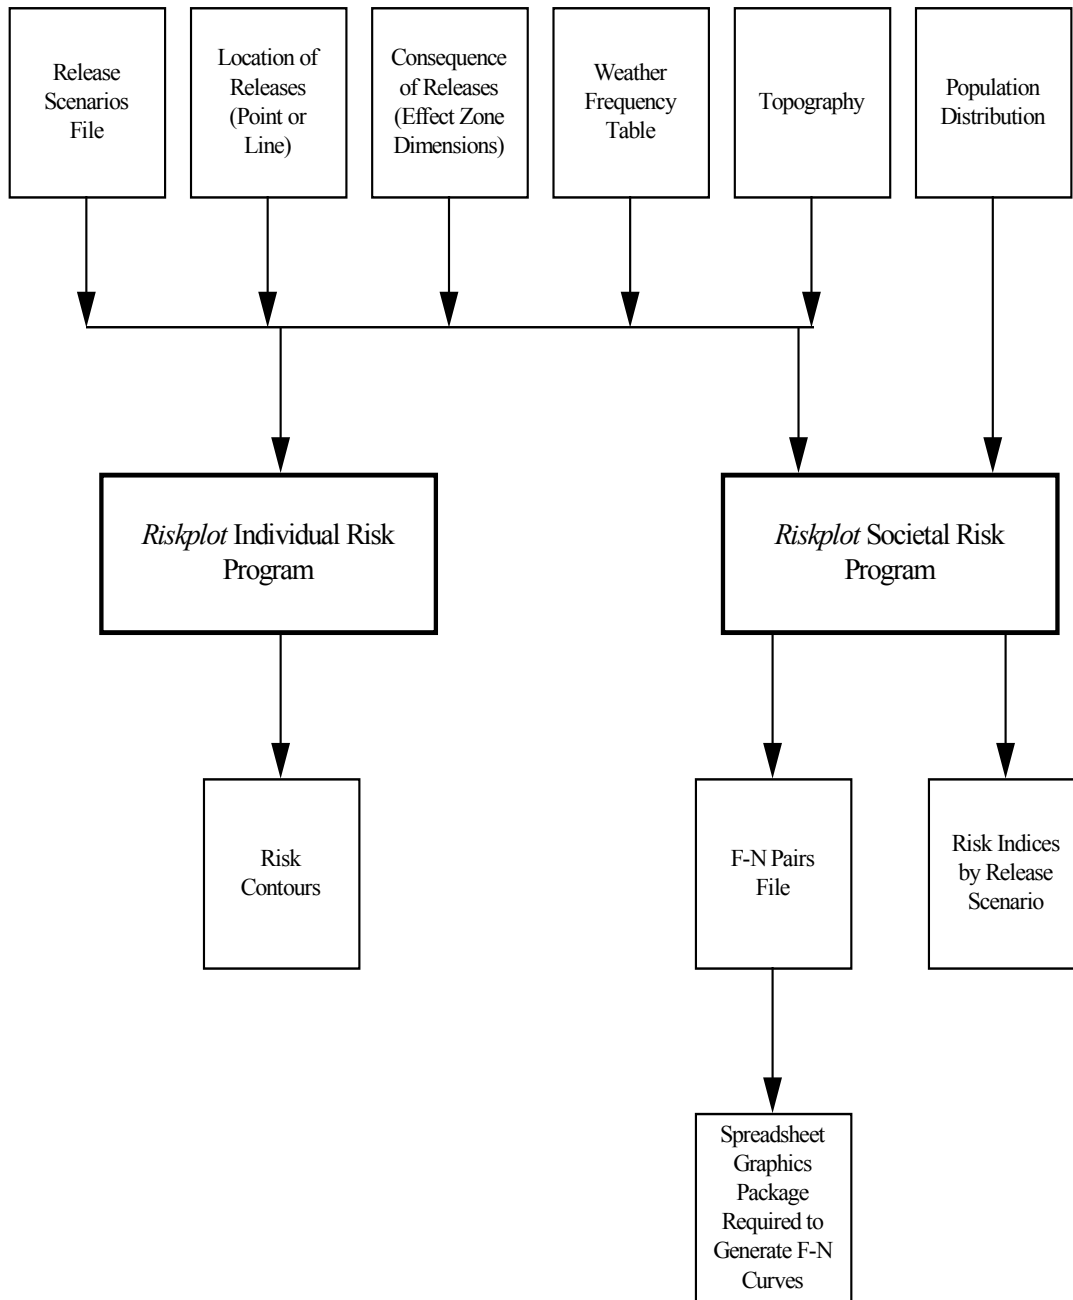 Release
Scenarios
File
Location of
Releases
(Point or
Line)
Consequence
of Releases
(Effect Zone
Dimensions)
Weather
Frequency
Table
Topography
Population
Distribution
Riskplot Individual Risk
Program
Riskplot Societal Risk
Program
Risk
Contours
F-N Pairs
File
Risk Indices
by Release
Scenario
Spreadsheet
Graphics
Package
Required to
Generate F-N
Curves